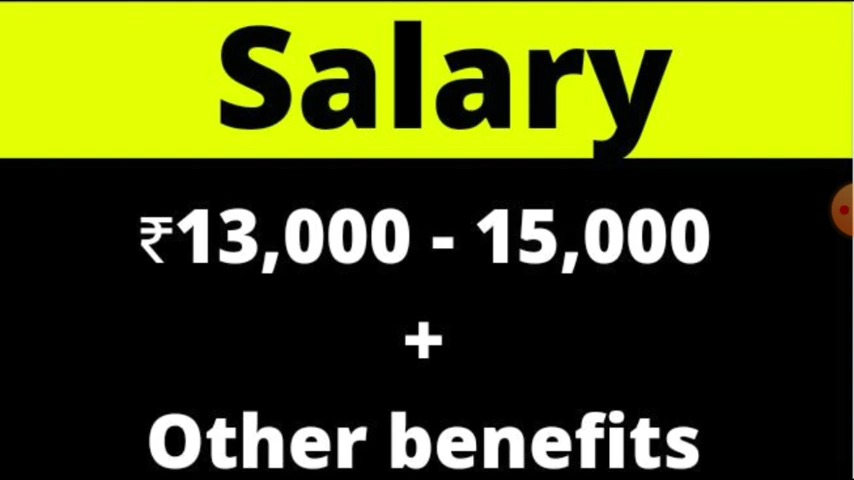 Salary
₹13,000 - 15,000
+
Other benefits